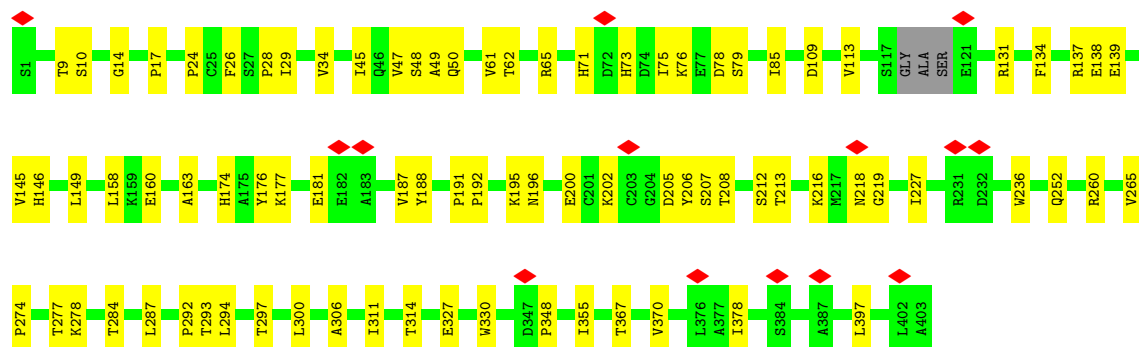 S1 T9 S10 G14 P17 P24 C25 F26 S27 P28 I29 V34 I45 Q46 V47 S48 A49 Q50 V61 T62 R65 H71 D72 H73 D74 I75 K76 E77 D78 S79 I85 D109 V113 S117 GLY ALA SER E121 R131 F134 R137 E138 E139
V145 H146 L149 L158 K159 E160 A163 H174 A175 Y176 K177 E181 E182 A183 V187 Y188 P191 P192 K195 N196 E200 C201 K202 C203 G204 D205 Y206 S207 T208 S212 T213 K216 M217 N218 G219 I227 R231 D232 W236 Q252 R260 V265
P274 T277 K278 T284 L287 P292 T293 L294 T297 L300 A306 I311 T314 E327 W330 D347 P348 I355 T367 V370 L376 A377 I378 S384 A387 L397 L402 A403